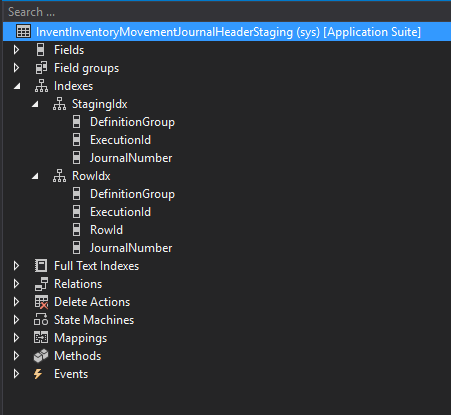 Search ...
InventInventoryMovementJournalHeaderStaging (sys) [Application Suite]
Fields
Field groups
Indexes
StagingIdx
DefinitionGroup
ExecutionId
JournalNumber
RowIdx
DefinitionGroup
ExecutionId
RowId
JournalNumber
Full Text Indexes
Relations
Delete Actions
State Machines
Mappings
Methods
Events